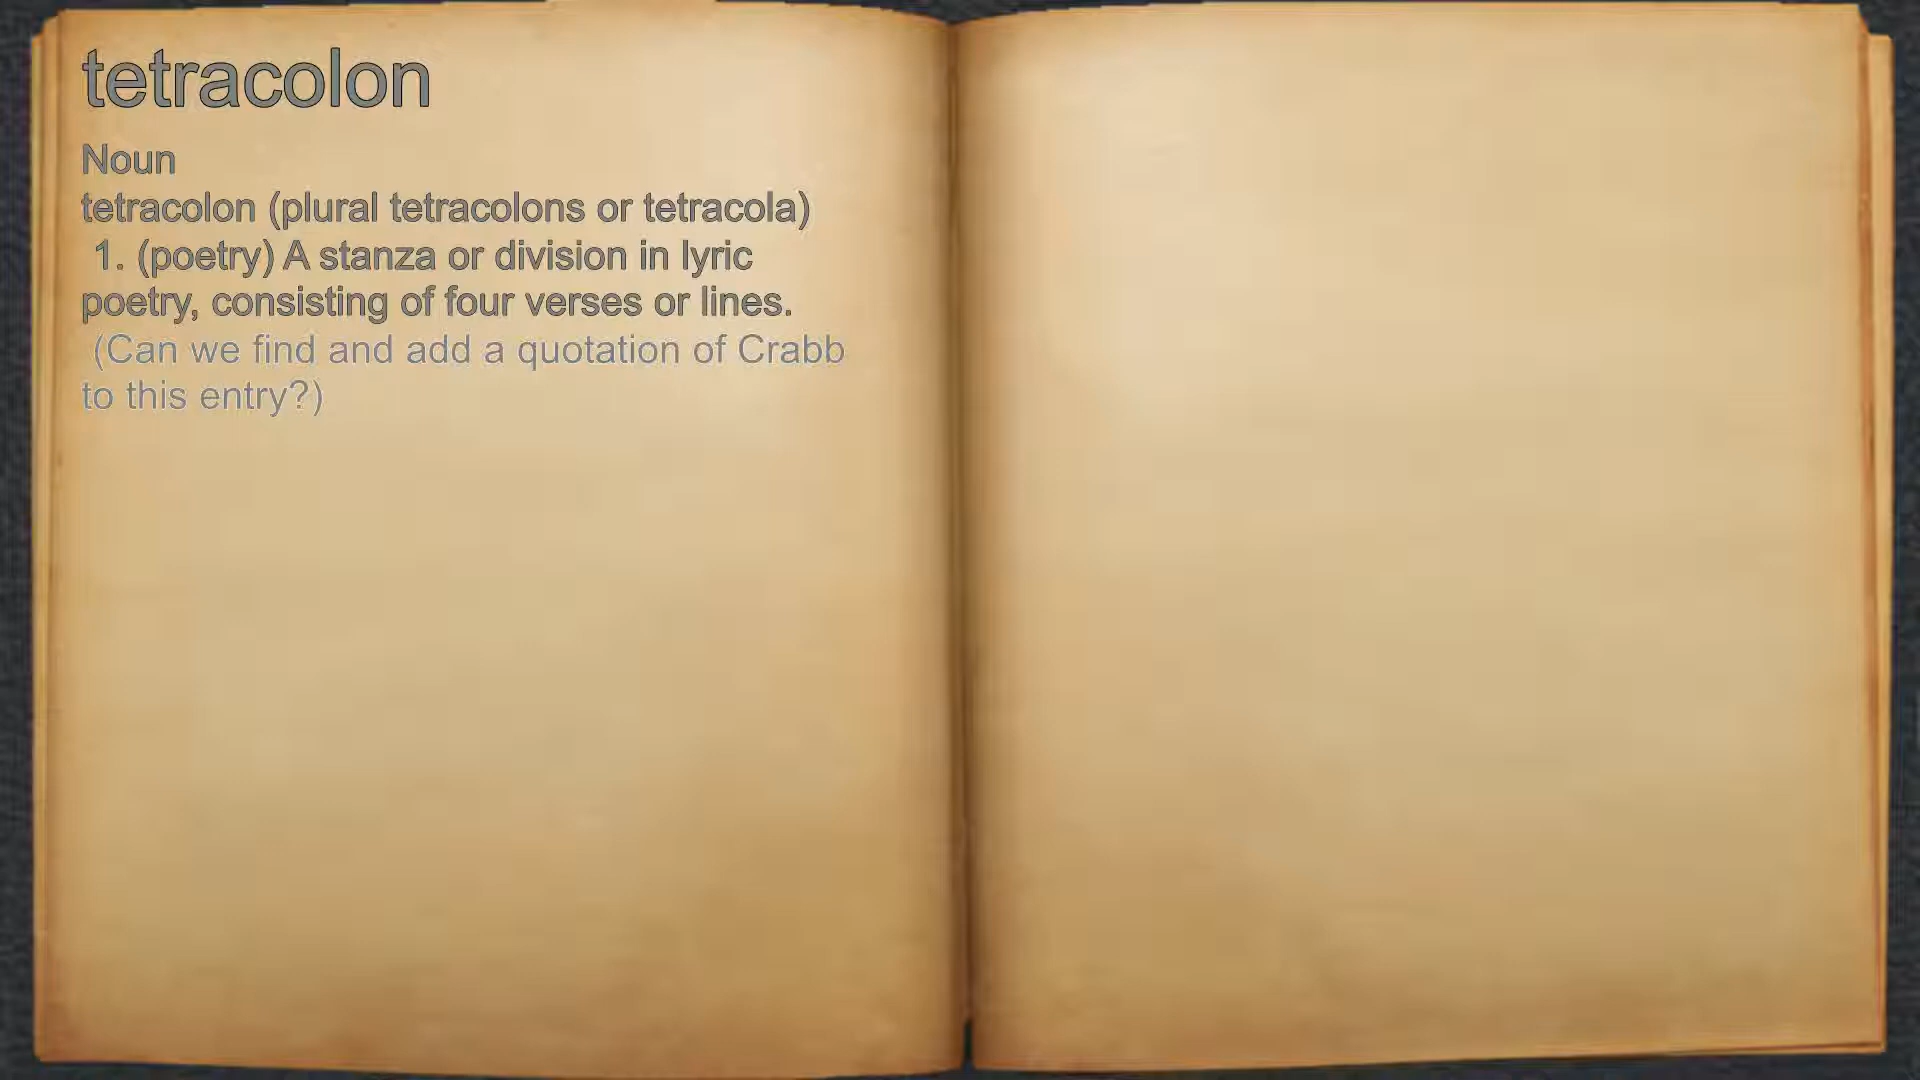 tetracolon
Noun
tetracolon (plural tetracolons or tetracola)
1. (poetry) A stanza or division in lyric
poetry, consisting of four verses or lines.
(Can we find and add a quotation of Crabb
to this entry?)